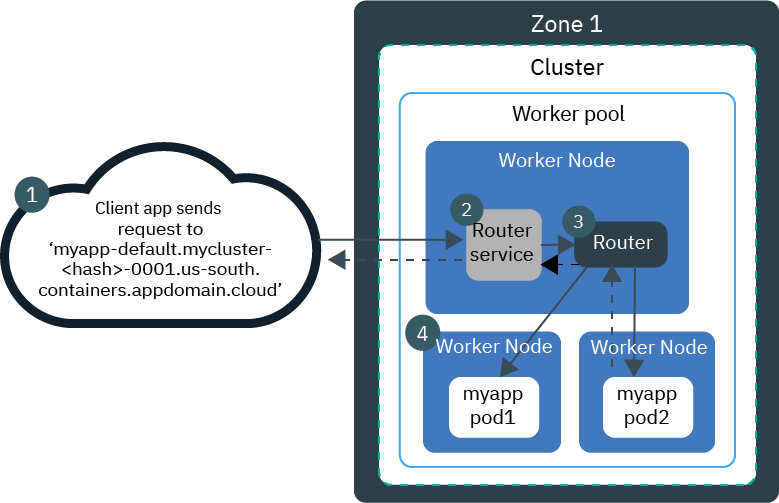 Zone 1
Cluster
Worker pool
Worker Node
1
Client app sends
request to
‘myapp-default.mycluster-
<hash>-0001.us-south.
containers.appdomain.cloud’
2
Router
service
3
Router
4
Worker Node
myapp
pod1
Worker Node
myapp
pod2